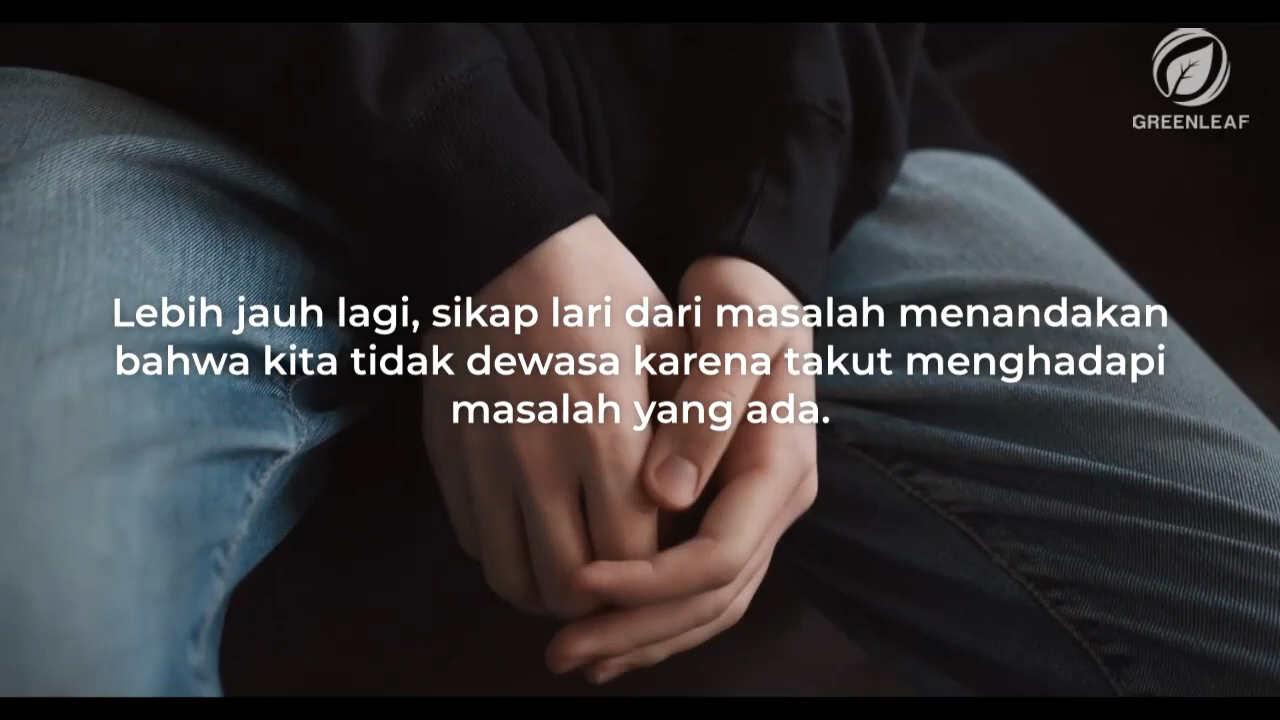 GREENLEAF
Lebih jauh lagi, sikap lari dari masalah menandakan
bahwa kita tidak dewasa karena takut menghadapi
masalah yang ada.